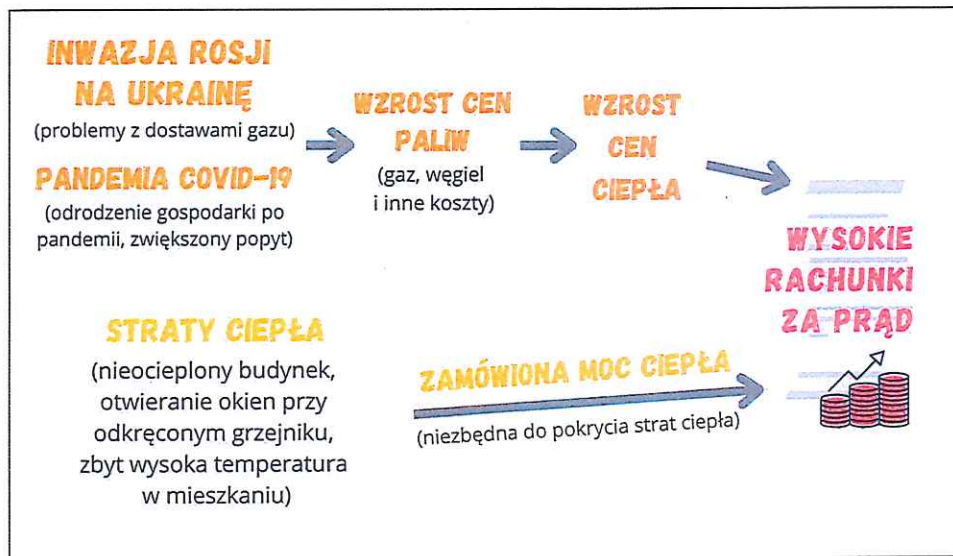 INWAZJA ROSJI
NA UKRAINĘ
(problemy z dostawami gazu)
PANDEMIA COVID-19
(odrodzenie gospodarki po
pandemii, zwiększony popyt)
WZROST CEN
PALIW
(gaz, węgiel
i inne koszty)
WZROST
CEN
CIEPŁA
WYSOKIE
RACHUNKI
ZA PRĄD
STRATY CIEPŁA
(nieocieplony budynek,
otwieranie okien przy
odkręconym grzejniku,
zbyt wysoka temperatura
w mieszkaniu)
ZAMÓWIONA MOC CIEPŁA
(niezbędna do pokrycia strat ciepła)